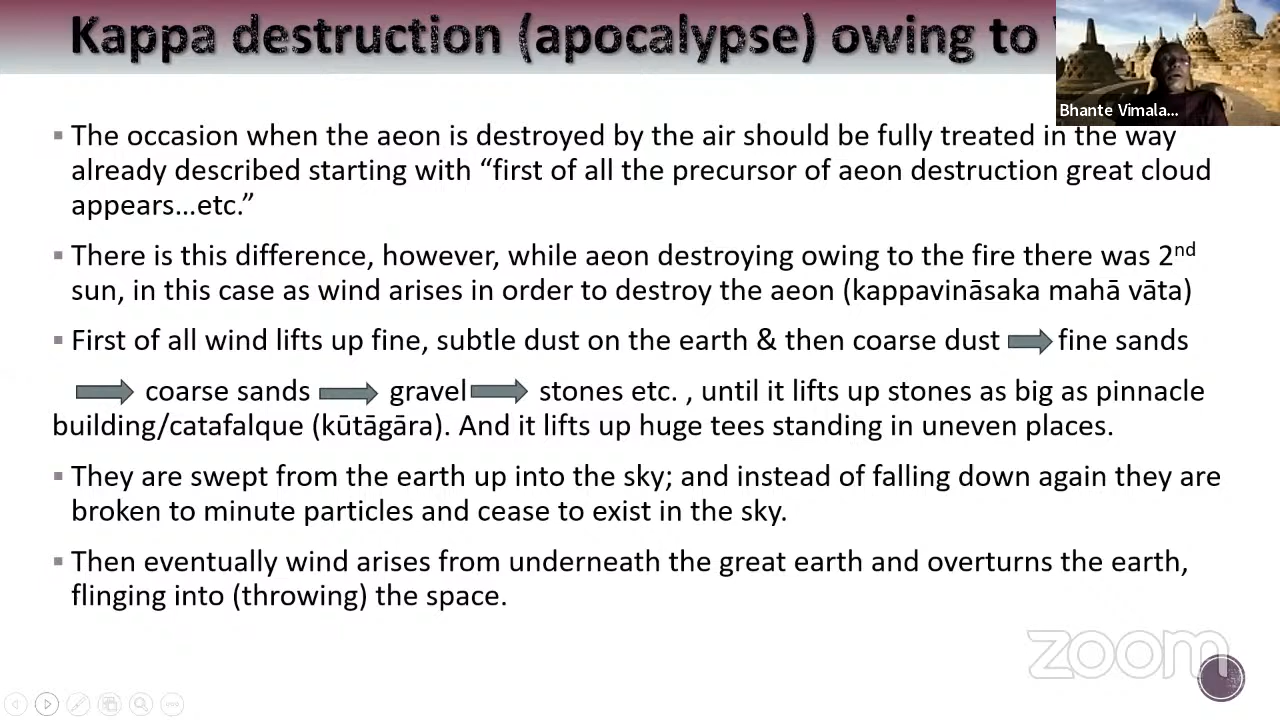 Kappa destruction (apocalypse) owing to
Bhante Vimala...
The occasion when the aeon is destroyed by the air should be fully treated in the way
already described starting with “first of all the precursor of aeon destruction great cloud
appears...etc.”
There is this difference, however, while aeon destroying owing to the fire there was 2nd
sun, in this case as wind arises in order to destroy the aeon (kappavināsaka mahā vāta)
First of all wind lifts up fine, subtle dust on the earth & then coarse dust fine sands
coarse sands gravel stones etc. , until it lifts up stones as big as pinnacle
building/catafalque (kūtāgāra). And it lifts up huge tees standing in uneven places.
They are swept from the earth up into the sky; and instead of falling down again they are
broken to minute particles and cease to exist in the sky.
Then eventually wind arises from underneath the great earth and overturns the earth,
flinging into (throwing) the space.
zoom